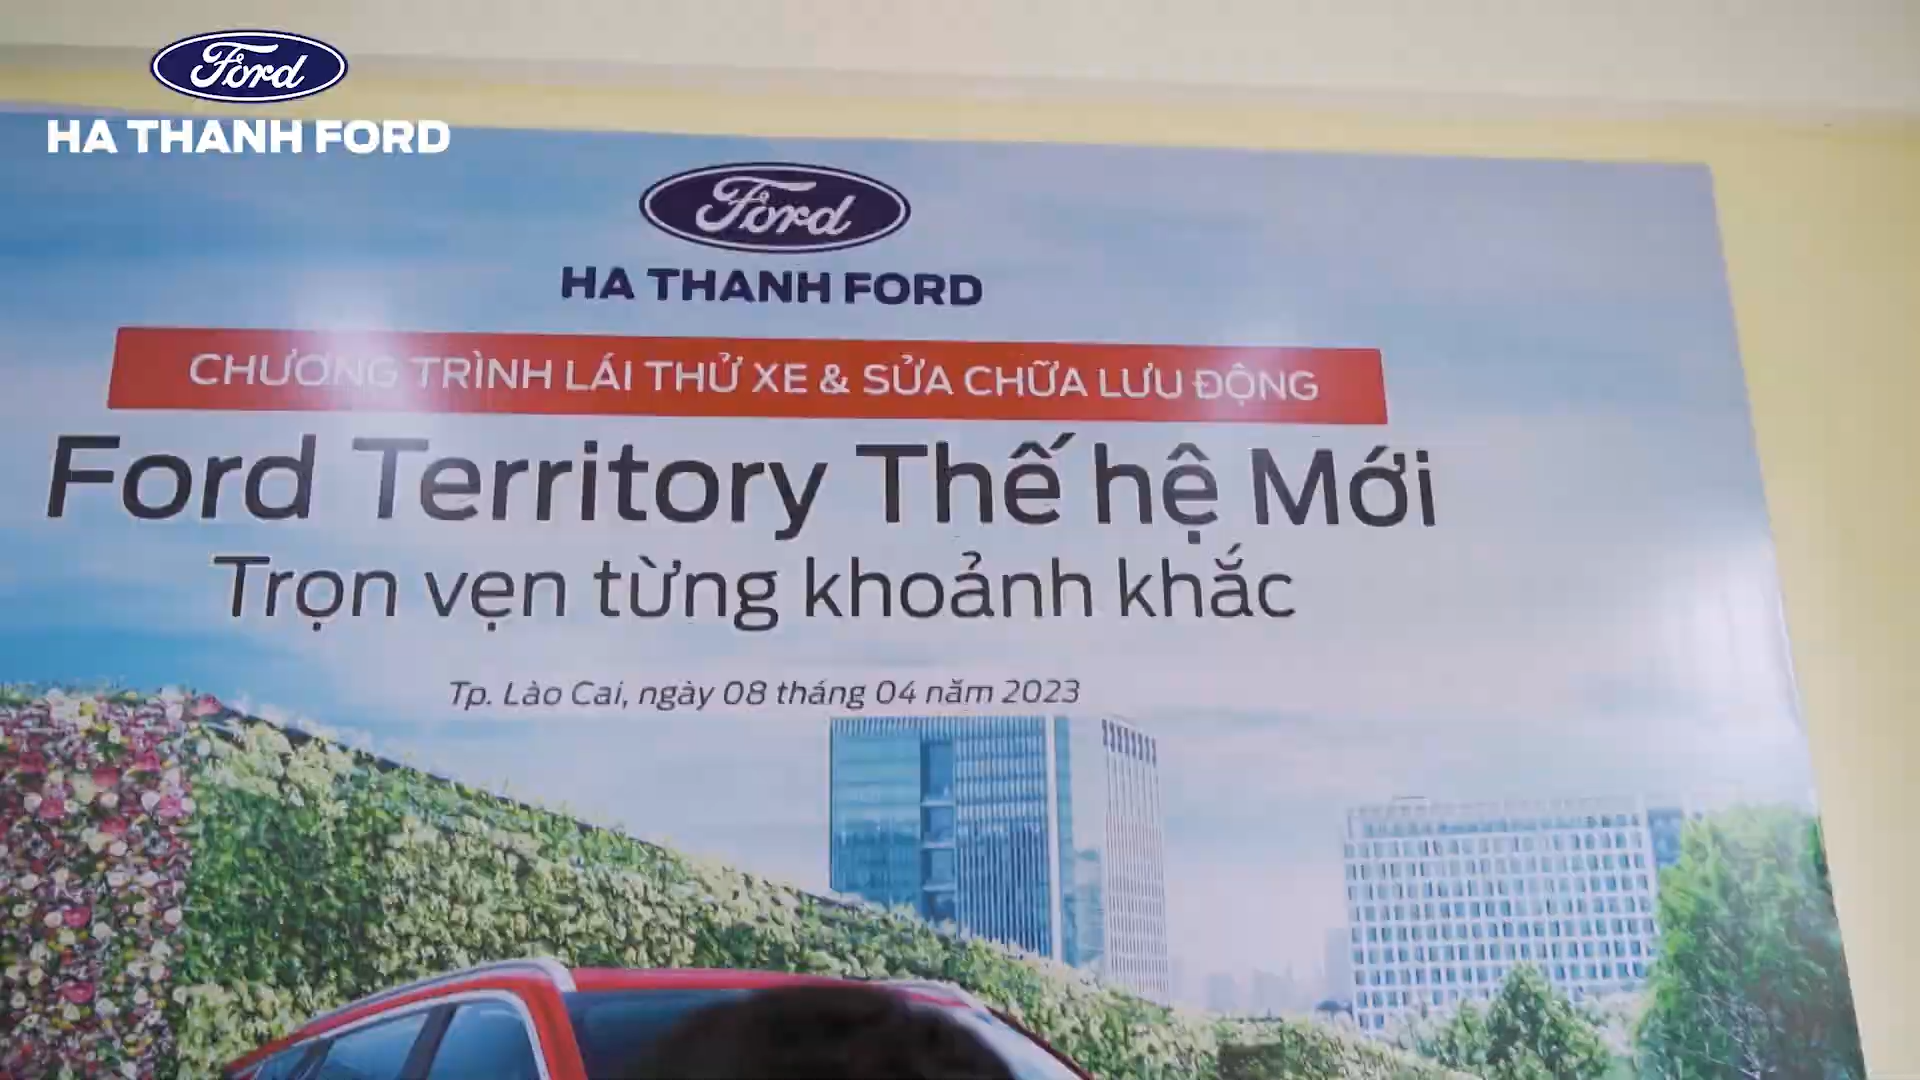 Ford
HA THANH FORD
Ford
HA THANH FORD
CHƯƠNG TRÌNH LÁI THỬ XE & SỬA CHỮA LƯU ĐỘNG
Ford Territory Thế hệ Mới
Trọn vẹn từng khoảnh khắc
Tp. Lào Cai, ngày 08 tháng 04 năm 2023